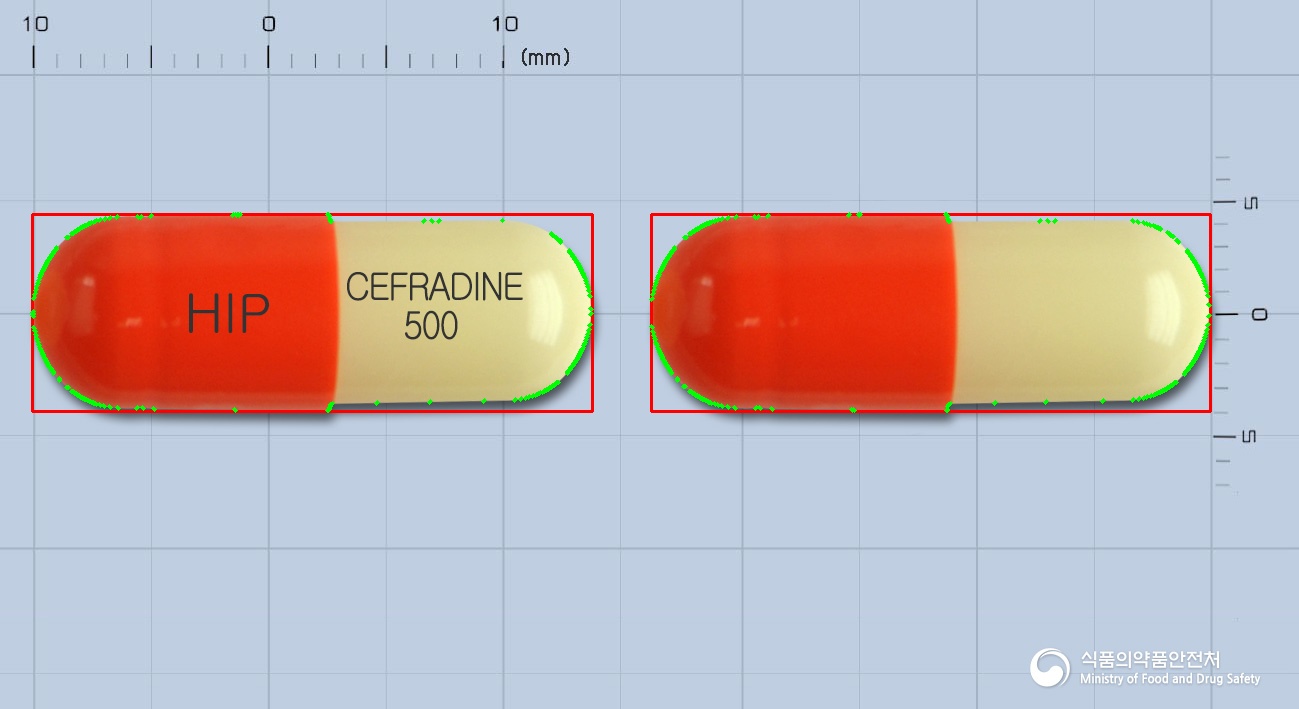 10 0 10
(mm)
5
HIP
CEFRADINE
500
0
5
식품의약품안전처
Ministry of Food and Drug Safety